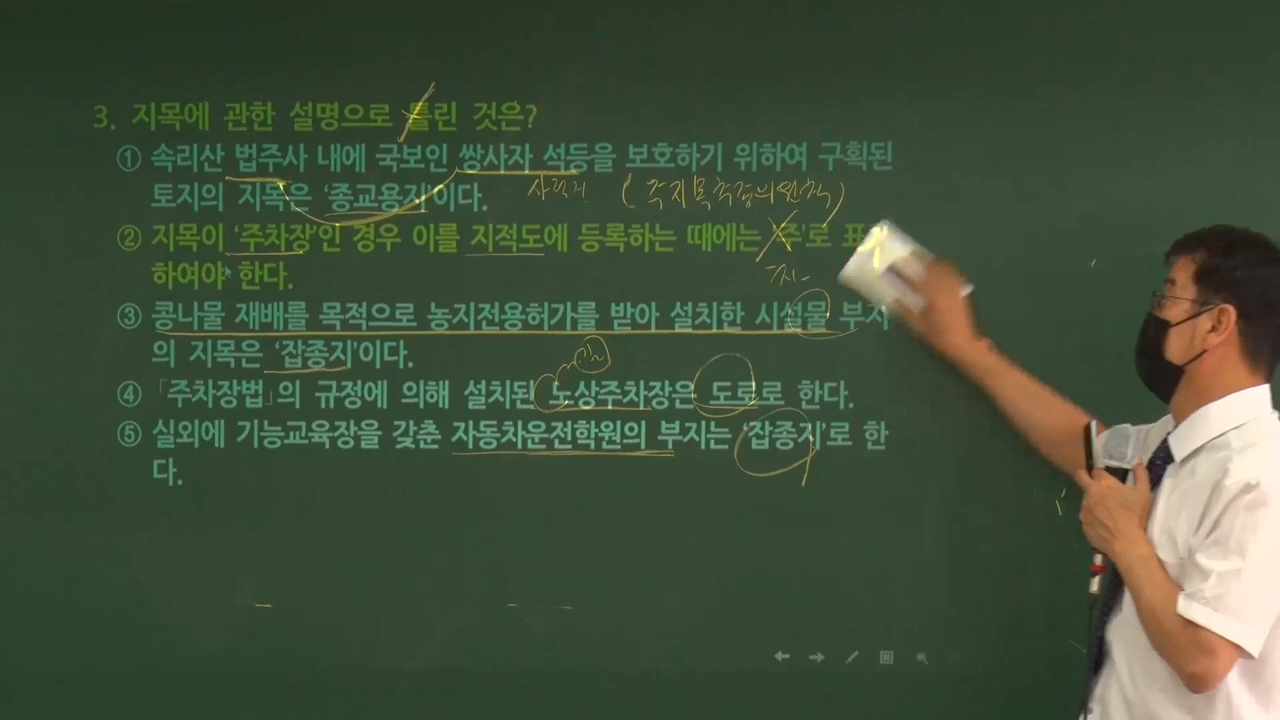 3. 지목에 관한 설명으로 틀린 것은?
① 속리산 법주사 내에 국보인 쌍사자 석등을 보호하기 위하여 구획된
토지의 지목은 '종교용지'이다.
사적지 (주지목추종의 원칙)
② 지목이 '주차장'인 경우 이를 지적도에 등록하는 때에는 '주'로
하여야 한다.
③ 콩나물 재배를 목적으로 농지전용허가를 받아 설치한 시설물 부지
의 지목은 '잡종지'이다.
④ 「주차장법」의 규정에 의해 설치된 노상주차장은 도로로 한다.
⑤ 실외에 기능교육장을 갖춘 자동차운전학원의 부지는 '잡종지'로 한
다.